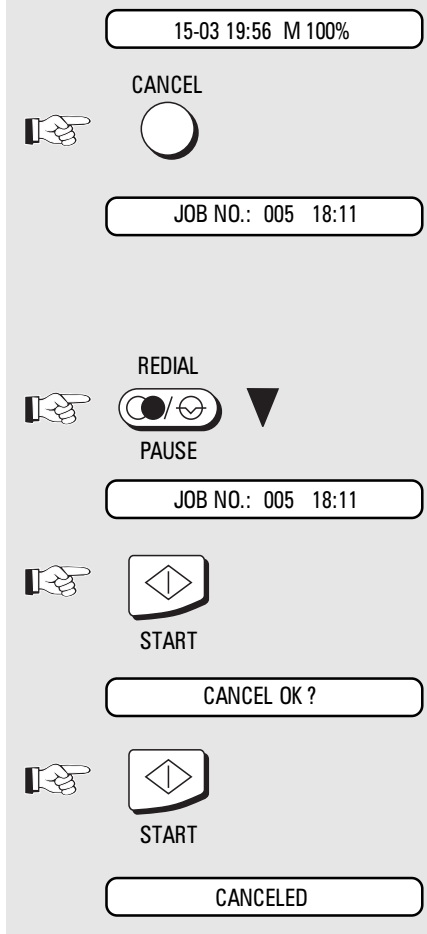 15-03 19:56 M 100%
CANCEL
JOB NO.: 005 18:11
REDIAL
PAUSE
JOB NO.: 005 18:11
START
CANCEL OK ?
START
CANCELED